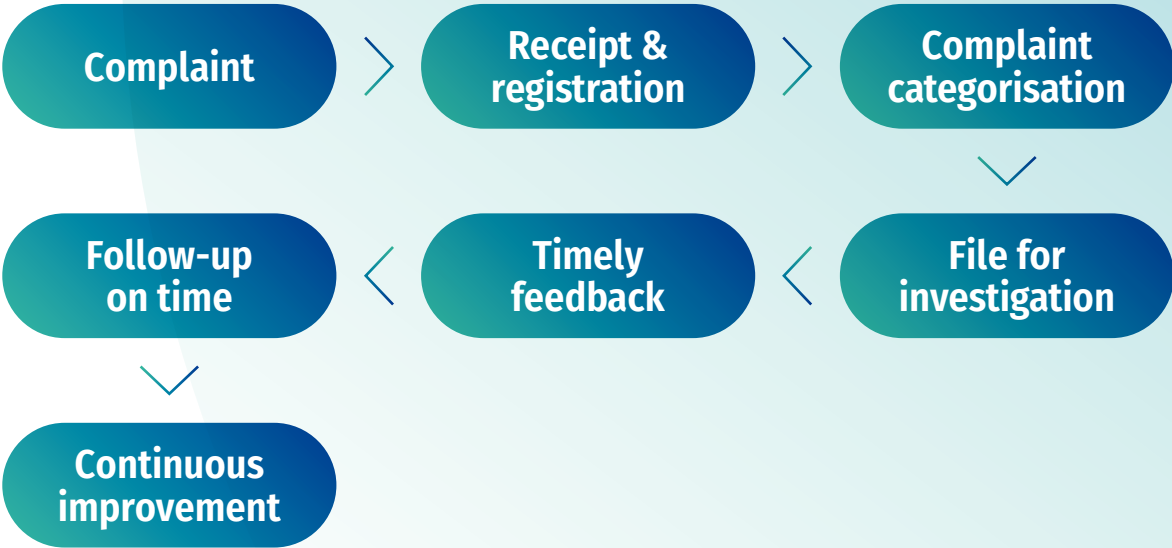 Complaint
Receipt &
registration
Complaint
categorisation
File for
investigation
Timely
feedback
Follow-up
on time
Continuous
improvement